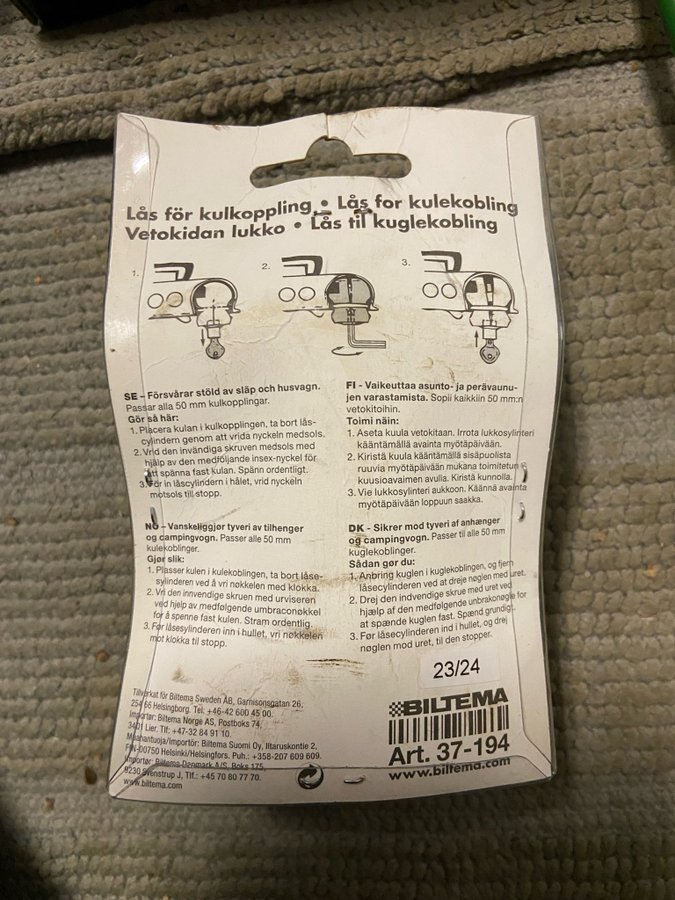 Lås för kulkoppling • Lås for kulekobling
Vetokidan lukko • Lås til kuglekobling
1.
2.
3.
SE – Försvårar stöld av släp och husvagn.
Passar alla 50 mm kulkopplingar.
Gör så här:
1. Placera kulan i kulkopplingen, ta bort lås-
cylindern genom att vrida nyckeln medsols.
2. Vrid den invändiga skruven medsols med
hjälp av den medföljande insex-nyckel för
att spänna fast kulan. Spänn ordentligt.
3. För in låscylindern i hålet, vrid nyckeln
motsols till stopp.
FI - Vaikeuttaa asunto- ja perävaunu-
jen varastamista. Sopii kaikkiin 50 mm:n
vetokitoihin.
Toimi näin:
1. Aseta kuula vetokitaan. Irrota lukkosylinteri
kääntämällä avainta myötäpäivään.
2. Kiristä kuula kääntämällä sisäpuolista
ruuvia myötäpäivään mukana toimitetun
kuusioavaimen avulla. Kiristä kunnolla.
3. Vie lukkosylinteri aukkoon. Käännä avainta
myötäpäivään loppuun saakka.
NO – Vanskeliggjør tyveri av tilhenger
og campingvogn. Passer alle 50 mm
kulekoblinger.
Gjør slik:
1. Plasser kulen i kulekoblingen, ta bort låse-
sylinderen ved å vri nøkkelen med klokka.
2. Vri den innvendige skruen med urviseren
ved hjelp av medfølgende umbraconøkkel
for å spenne fast kulen. Stram ordentlig.
3. Før låsesylinderen inn i hullet, vri nøkkelen
mot klokka til stopp.
DK - Sikrer mod tyveri af anhænger
og campingvogn. Passer til alle 50 mm
kuglekoblinger.
Sådan gør du:
1. Anbring kuglen i kuglekoblingen, og fjern
låsecylinderen ved at dreje nøglen med uret.
2. Drej den indvendige skrue med uret ved
hjælp af den medfølgende unbrakonøgle for
at spænde kuglen fast. Spænd grundigt.
3. Før låsecylinderen ind i hullet, og drej
nøglen mod uret, til den stopper.
23/24
Tillverkat för Biltema Sweden AB, Garnisonsgatan 26,
254 66 Helsingborg. Tel: +46-42 600 45 00.
Importør: Biltema Norge AS, Postboks 74,
3401 Lier. Tlf: +47-32 84 91 10.
Maahantuoja/Importör: Biltema Suomi Oy, Iitaruskontie 2,
FIN-00750 Helsinki/Helsingfors. Puh.: +358-207 609 609.
Importør: Biltema Danmark A/S, Boks 175,
9230 Svenstrup J, Tlf.: +45 70 80 77 70.
www.biltema.com
BILTEMA
Art. 37-194
www.biltema.com